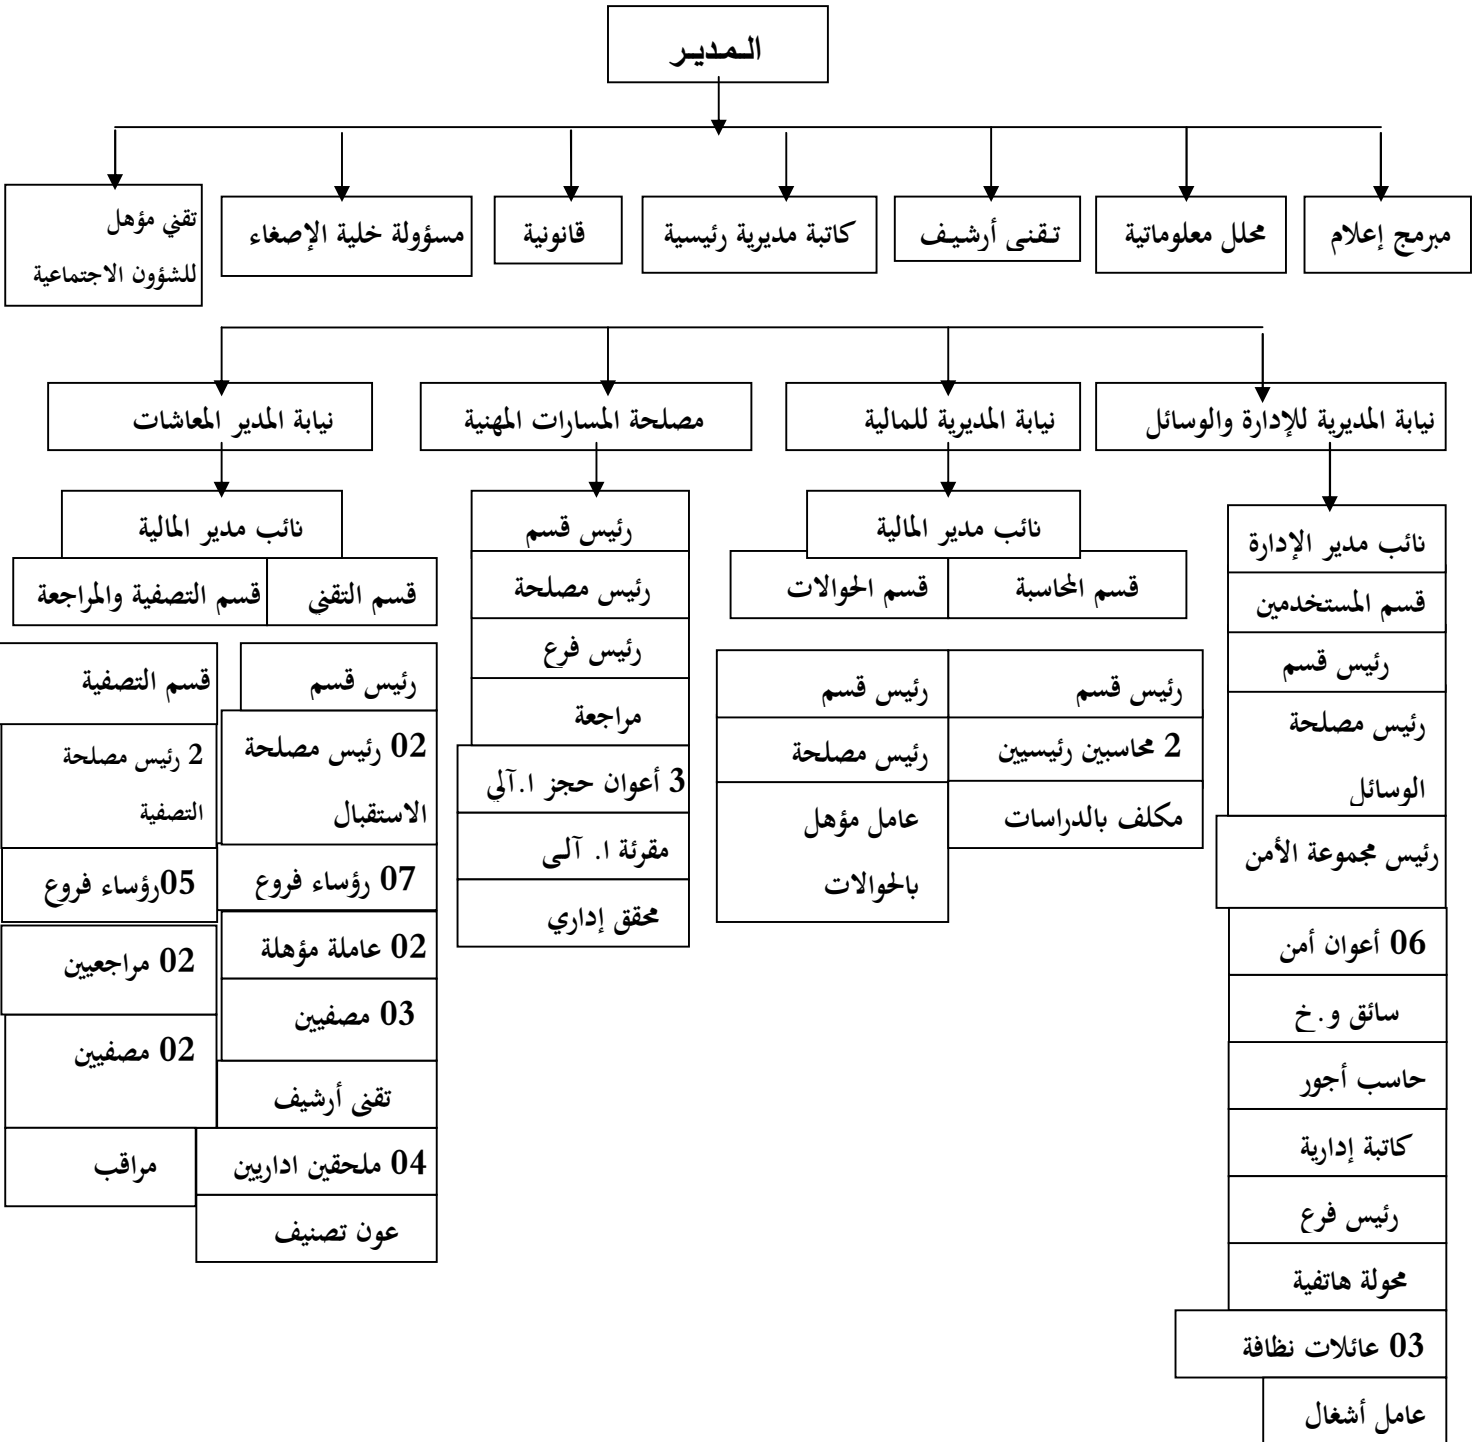 الـمديـر
مبرمج إعلام
محلل معلوماتية
تـقنى أرشيـف
كاتبة مديرية رئيسية
قانونية
مسؤولة خلية الإصغاء
تقني مؤهل
للشؤون الاجتماعية
نيابة المديرية للإدارة والوسائل
نيابة المديرية للمالية
مصلحة المسارات المهنية
نيابة المدير المعاشات
نائب مدير الإدارة
قسم المستخدمين
رئيس قسم
رئيس مصلحة
الوسائل
رئيس مجموعة الأمن
06 أعوان أمن
سائق و.خ
حاسب أجور
كاتبة إدارية
رئيس فرع
محولة هاتفية
03 عائلات نظافة
عامل أشغال
نائب مدير المالية
قسم المحاسبة
قسم الحوالات
رئيس قسم
2 محاسبين رئيسيين
مكلف بالدراسات
رئيس قسم
رئيس مصلحة
عامل مؤهل
بالحوالات
رئيس قسم
رئيس مصلحة
رئيس فرع
مراجعة
3 أعوان حجز ا.آلي
مقرئة ا. آلى
محقق إداري
نائب مدير المالية
قسم التقنى
قسم التصفية والمراجعة
رئيس قسم
02 رئيس مصلحة
الاستقبال
07 رؤساء فروع
02 عاملة مؤهلة
03 مصفيين
تقنى أرشيف
04 ملحقين اداريين
عون تصنيف
قسم التصفية
2 رئيس مصلحة
التصفية
05رؤساء فروع
02 مراجعيين
02 مصفيين
مراقب